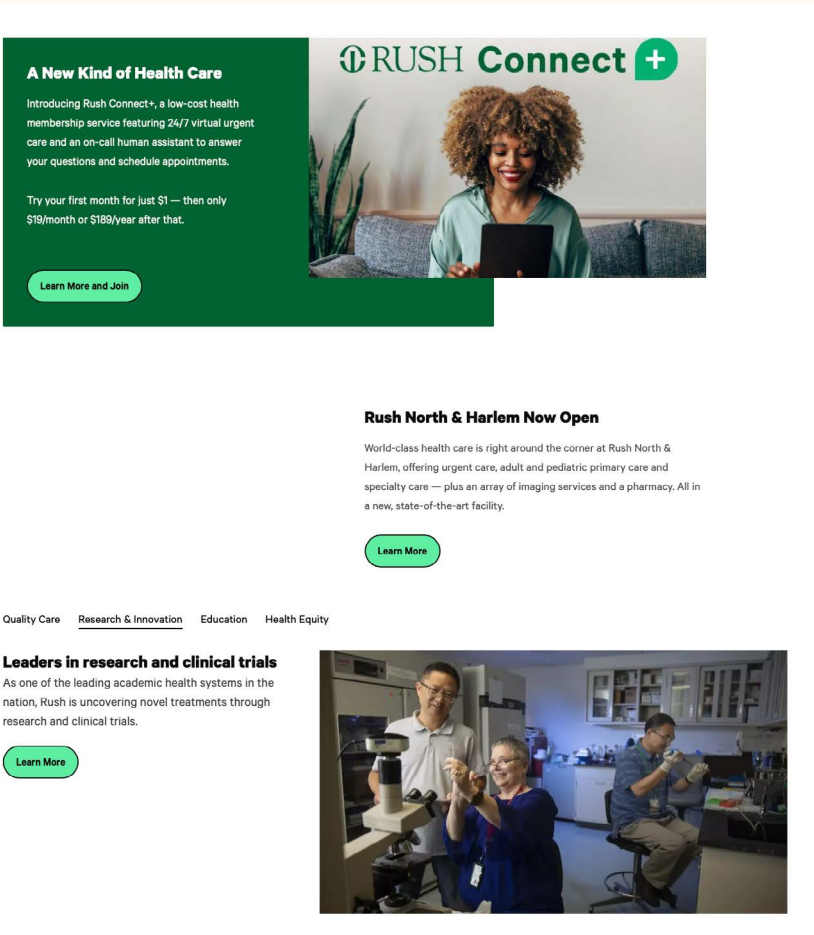 A New Kind of Health Care
Introducing Rush Connect+, a low-cost health
membership service featuring 24/7 virtual urgent
care and an on-call human assistant to answer
your questions and schedule appointments.
Try your first month for just $1 — then only
$19/month or $189/year after that.
Learn More and Join
RUSH Connect +
Rush North & Harlem Now Open
World-class health care is right around the corner at Rush North &
Harlem, offering urgent care, adult and pediatric primary care and
specialty care — plus an array of imaging services and a pharmacy. All in
a new, state-of-the-art facility.
Learn More
Quality Care Research & Innovation Education Health Equity
Leaders in research and clinical trials
As one of the leading academic health systems in the
nation, Rush is uncovering novel treatments through
research and clinical trials.
Learn More